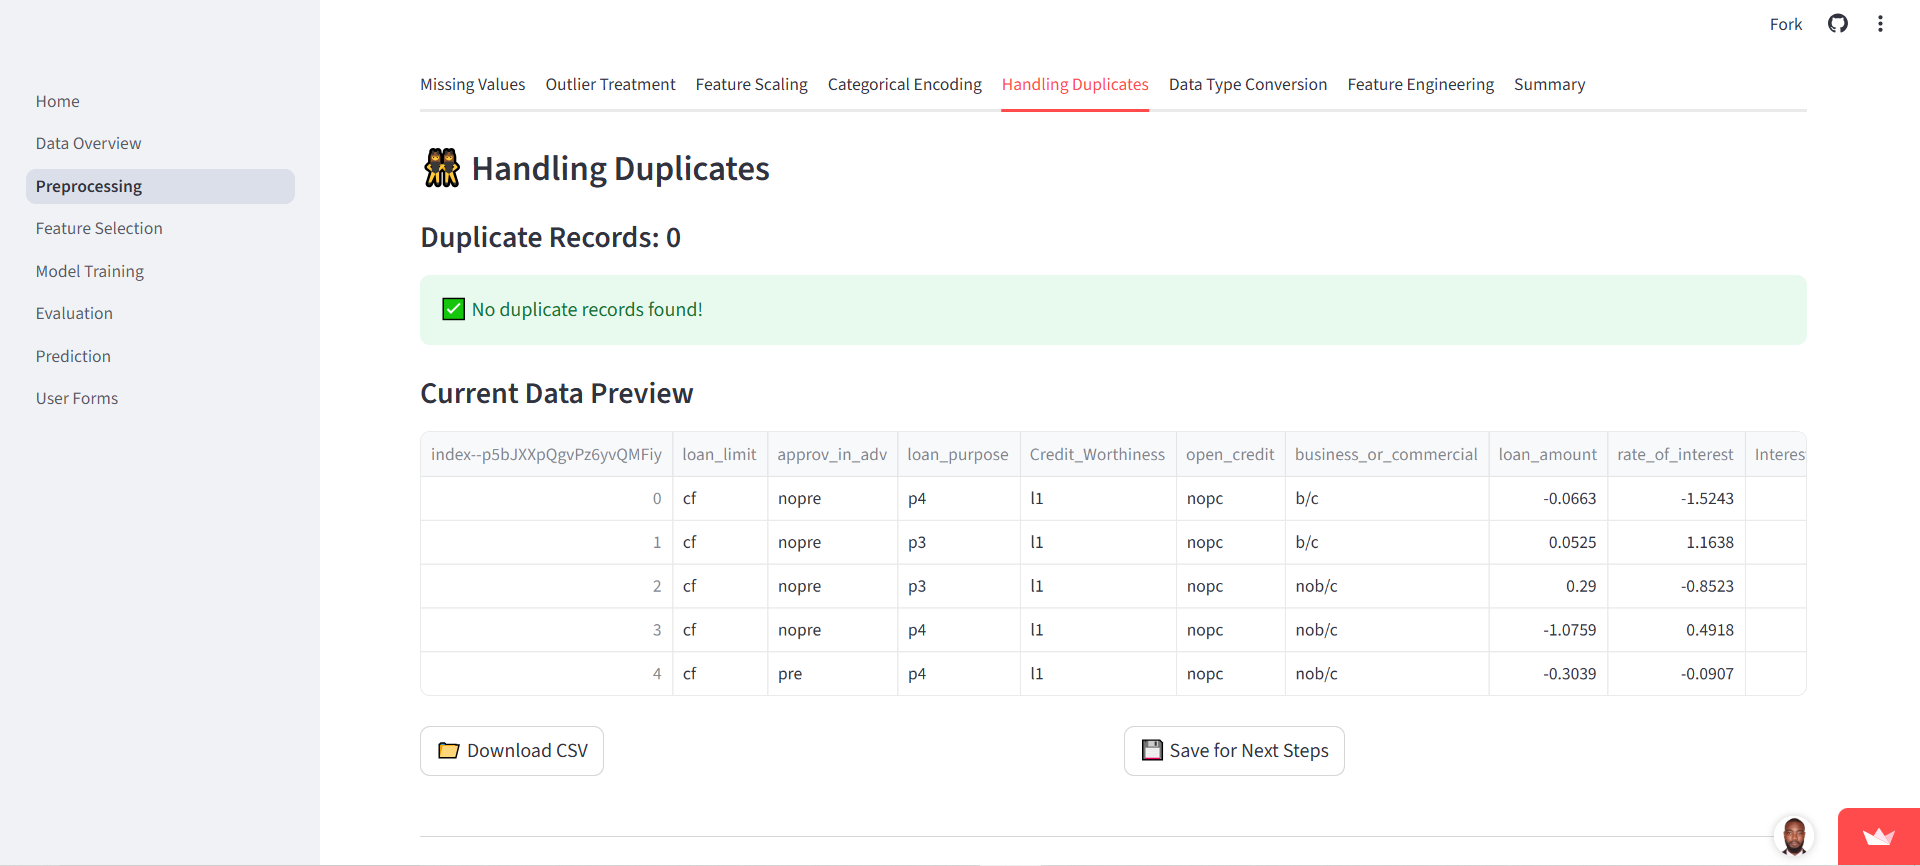 Fork
Home
Data Overview
Preprocessing
Feature Selection
Model Training
Evaluation
Prediction
User Forms
Missing Values Outlier Treatment Feature Scaling Categorical Encoding Handling Duplicates Data Type Conversion Feature Engineering Summary
Handling Duplicates
Duplicate Records: 0
No duplicate records found!
Current Data Preview
index--p5bJXXpQgvPz6yvQMFiy loan_limit approv_in_adv loan_purpose Credit_Worthiness open_credit business_or_commercial loan_amount rate_of_interest Interes
0 cf nopre p4 l1 nopc b/c -0.0663 -1.5243
1 cf nopre p3 l1 nopc b/c 0.0525 1.1638
2 cf nopre p3 l1 nopc nob/c 0.29 -0.8523
3 cf nopre p4 l1 nopc nob/c -1.0759 0.4918
4 cf pre p4 l1 nopc nob/c -0.3039 -0.0907
Download CSV Save for Next Steps